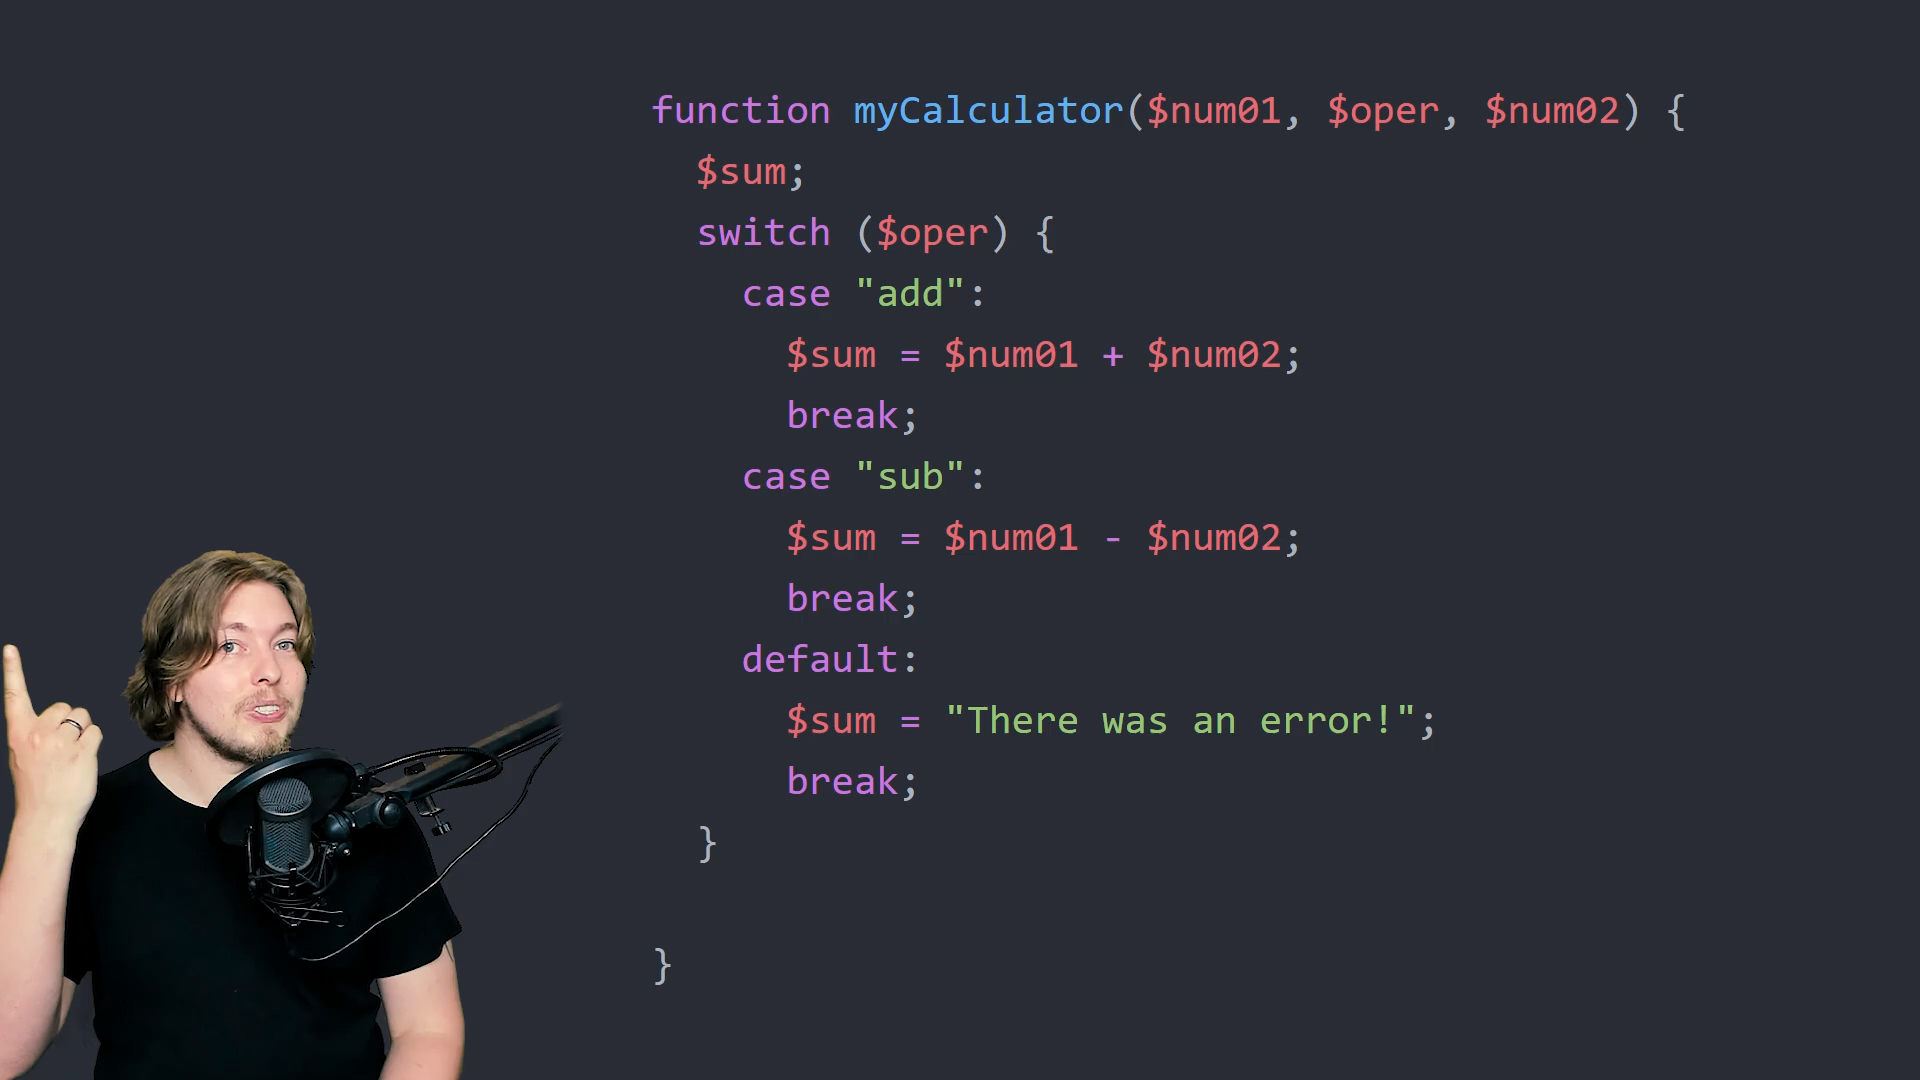 function myCalculator($num01, $oper, $num02) {
$sum;
switch ($oper) {
case "add":
$sum = $num01 + $num02;
break;
case "sub":
$sum = $num01 - $num02;
break;
default:
$sum = "There was an error!";
break;
}
}